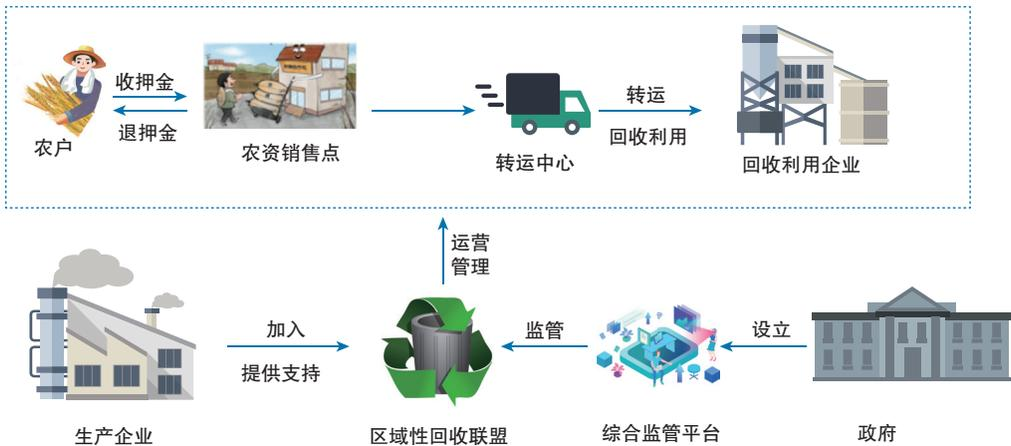 收押金
退押金
农户
农资销售点
转运中心
转运
回收利用
回收利用企业
运营
管理
加入
提供支持
监管
设立
生产企业
区域性回收联盟
综合监管平台
政府